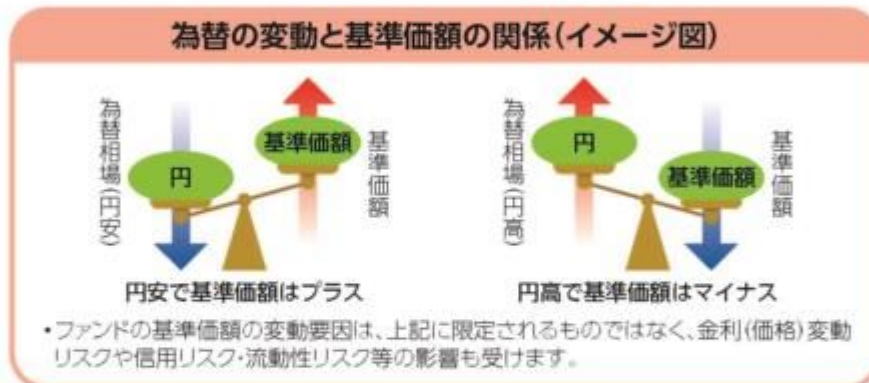 為替の変動と基準価額の関係(イメージ図)
為替相場(円安)
円
基準価額
基準価額
円安で基準価額はプラス
為替相場(円高)
円
基準価額
基準価額
円高で基準価額はマイナス
・ファンドの基準価額の変動要因は、上記に限定されるものではなく、金利(価格)変動
リスクや信用リスク・流動性リスク等の影響も受けます。